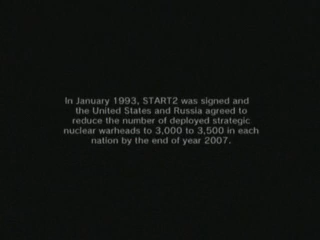 In January 1993, START2 was signed and
the United States and Russia agreed to
reduce the number of deployed strategic
nuclear warheads to 3,000 to 3,500 in each
nation by the end of year 2007.